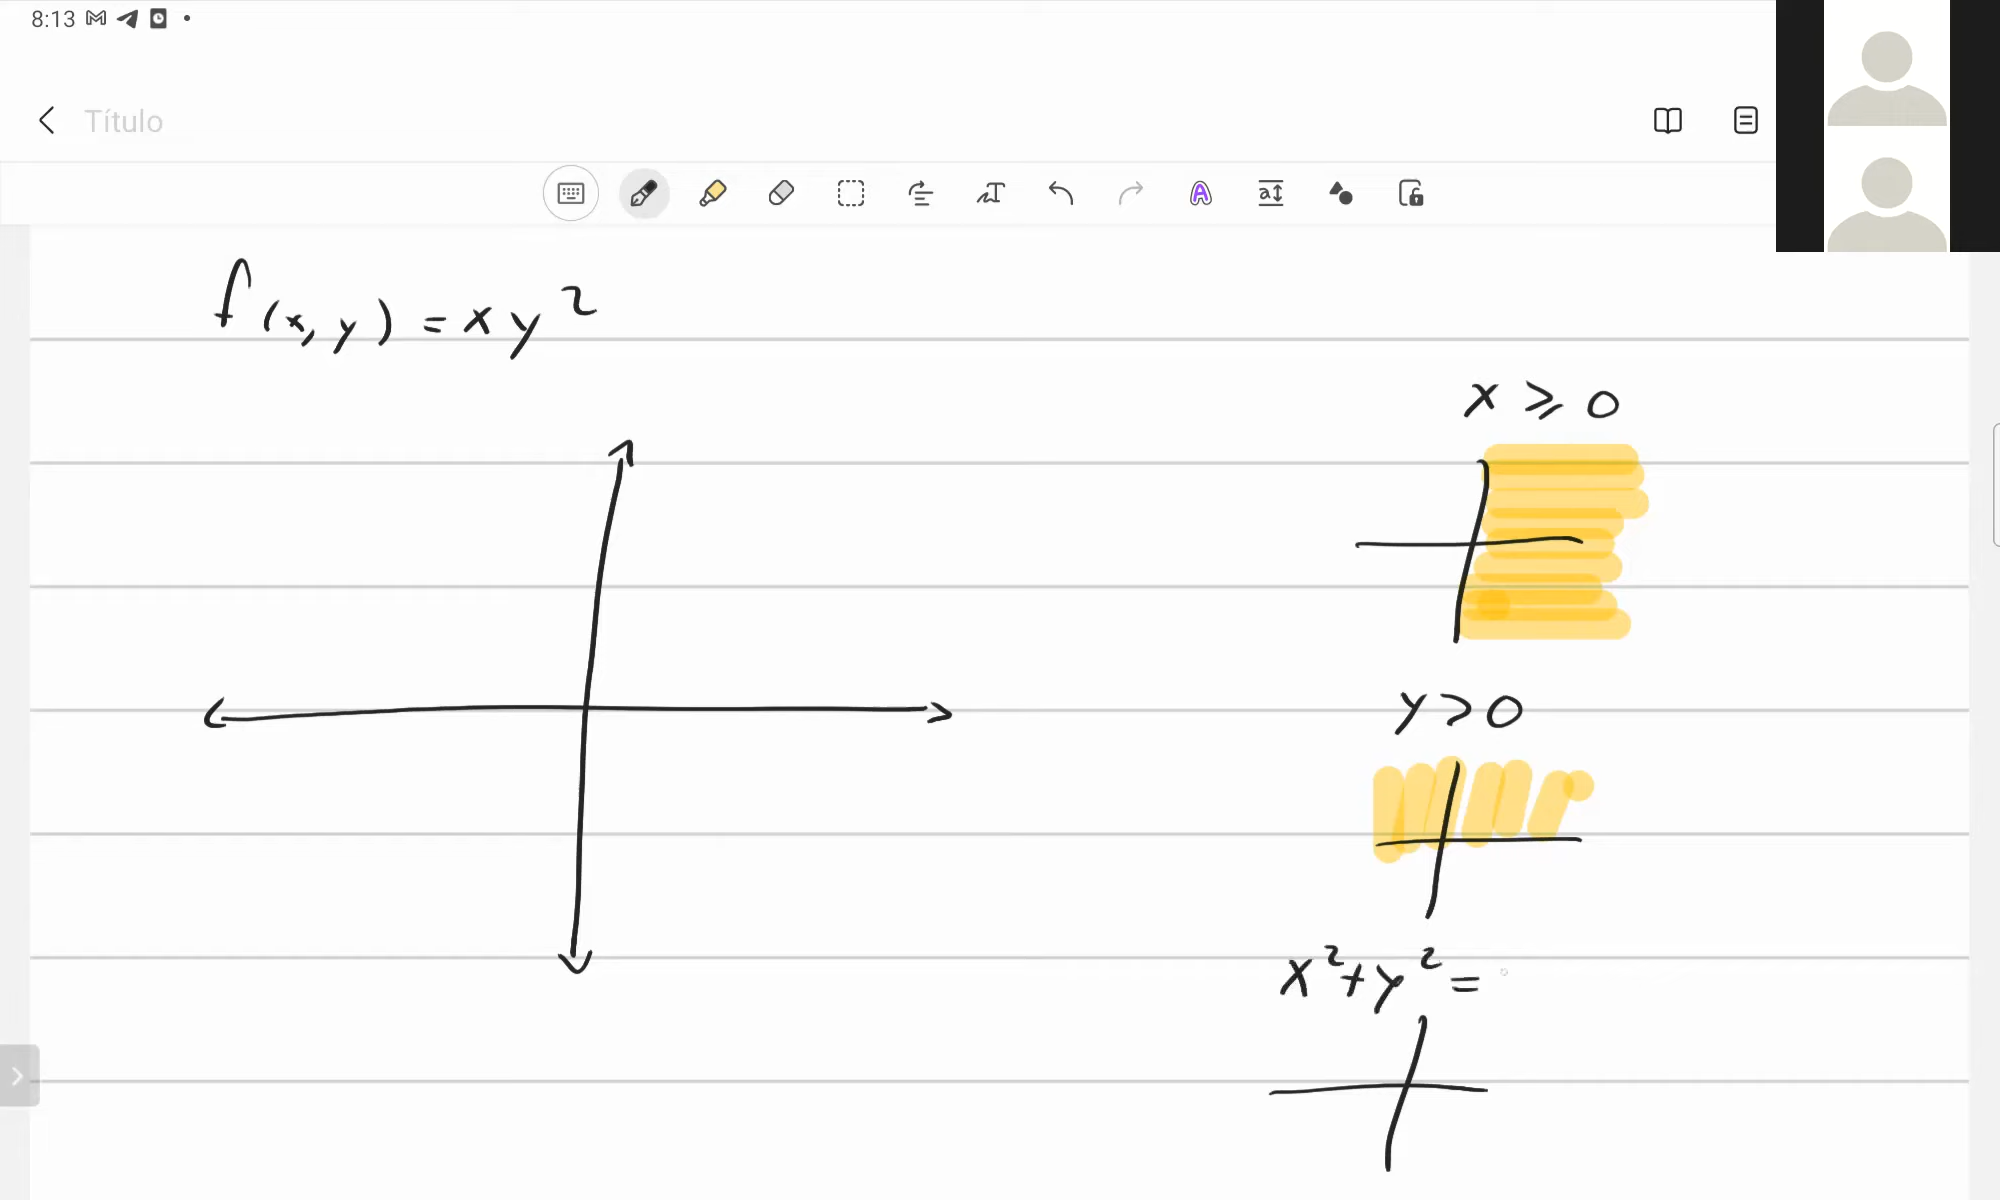 8:13
Título
f(x, y) = xy²
x ⩾ 0
y > 0
x² + y² =